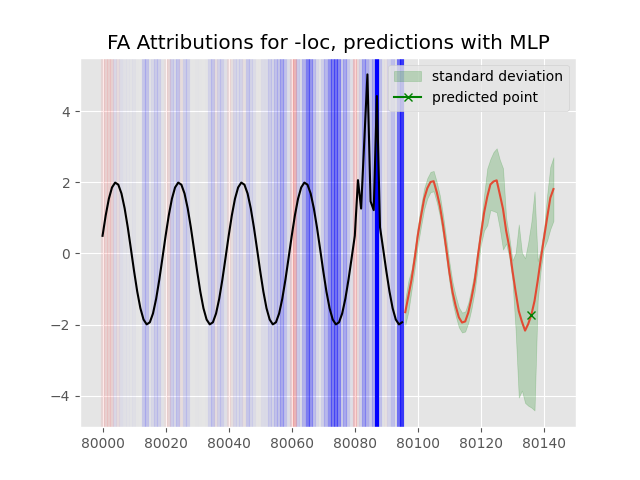 FA Attributions for -loc, predictions with MLP
standard deviation
predicted point
4
2
0
−2
−4
80000 80020 80040 80060 80080 80100 80120 80140